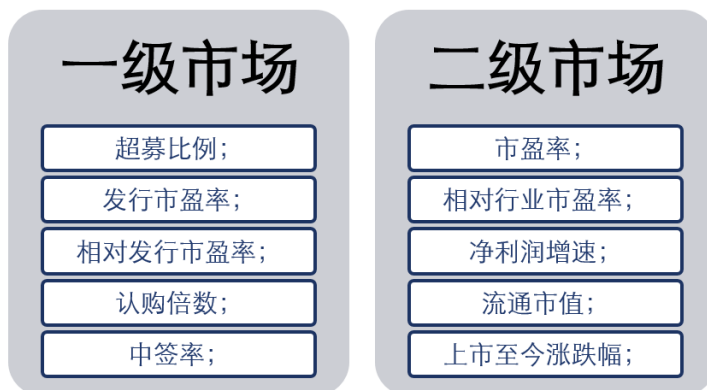 一级市场
超募比例；
发行市盈率；
相对发行市盈率；
认购倍数；
中签率；
二级市场
市盈率；
相对行业市盈率；
净利润增速；
流通市值；
上市至今涨跌幅；